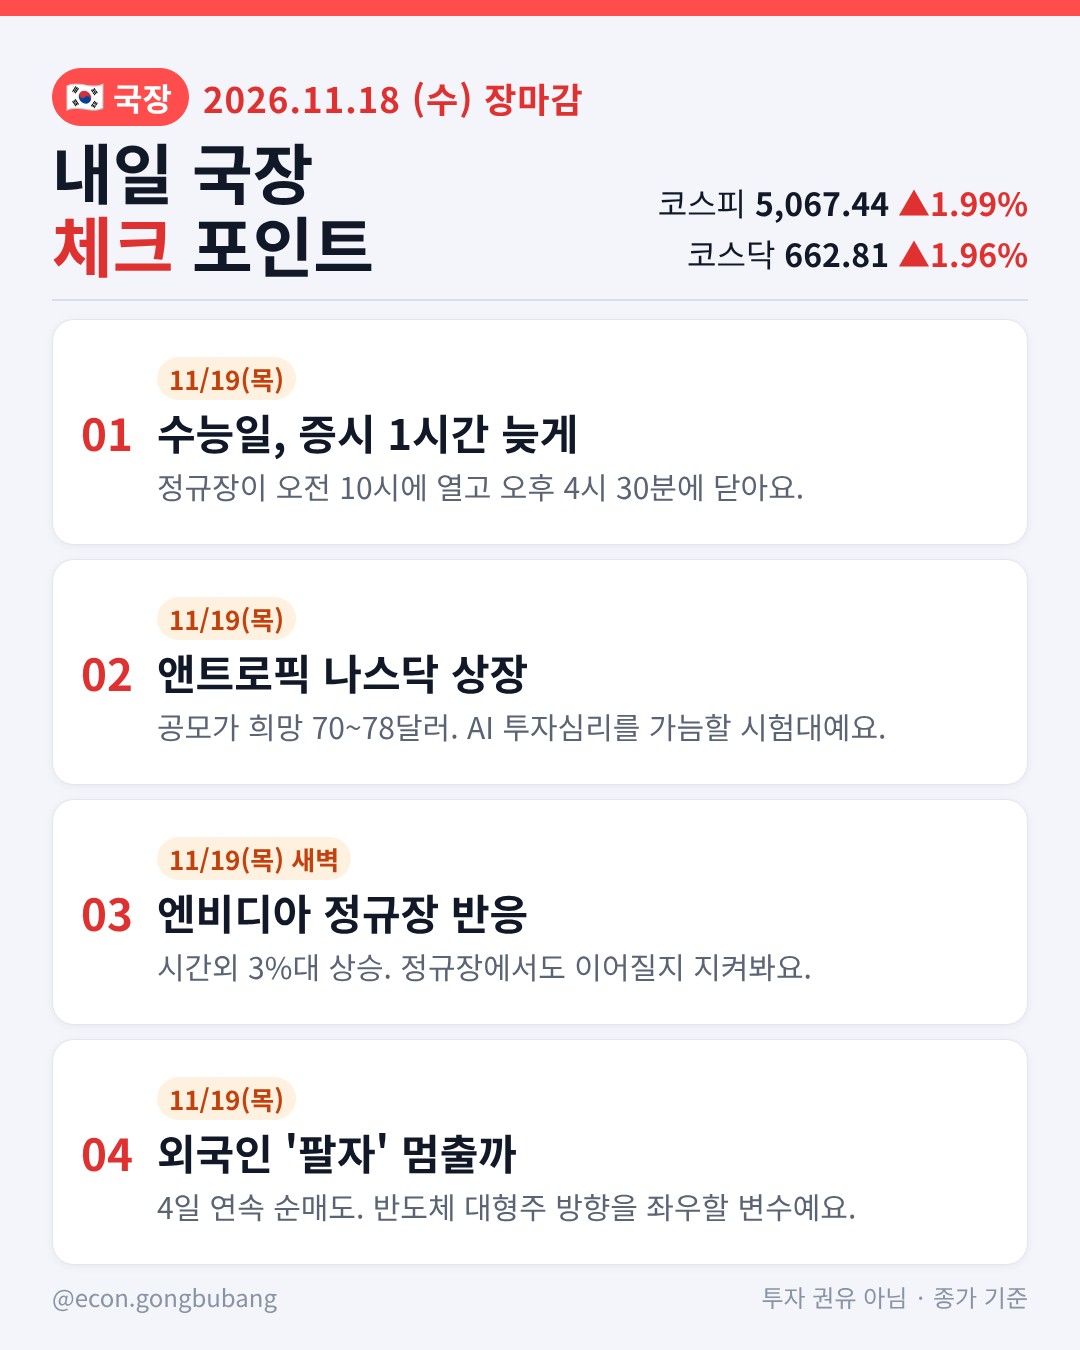 국장 2026.11.18 (수) 장마감
내일 국장
체크 포인트
코스피 5,067.44 ▲1.99%
코스닥 662.81 ▲1.96%
11/19(목)
01 수능일, 증시 1시간 늦게
정규장이 오전 10시에 열고 오후 4시 30분에 닫아요.
11/19(목)
02 앤트로픽 나스닥 상장
공모가 희망 70~78달러. AI 투자심리를 가늠할 시험대예요.
11/19(목) 새벽
03 엔비디아 정규장 반응
시간외 3%대 상승. 정규장에서도 이어질지 지켜봐요.
11/19(목)
04 외국인 '팔자' 멈출까
4일 연속 순매도. 반도체 대형주 방향을 좌우할 변수예요.
@econ.gongbubang
투자 권유 아님 · 종가 기준